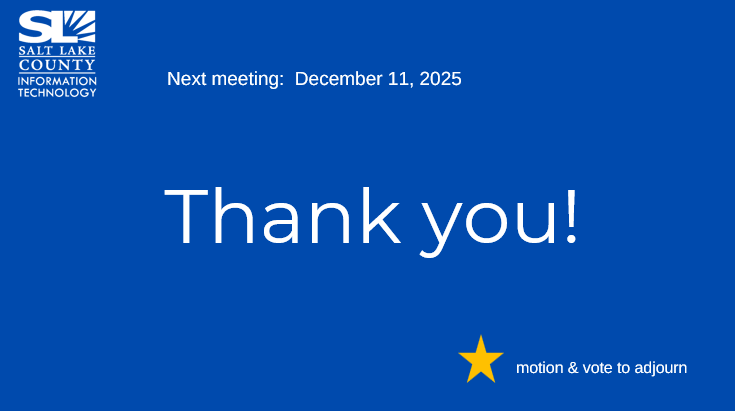 SL
SALT LAKE
COUNTY
INFORMATION
TECHNOLOGY
Next meeting:  December 11, 2025
Thank you!
motion & vote to adjourn